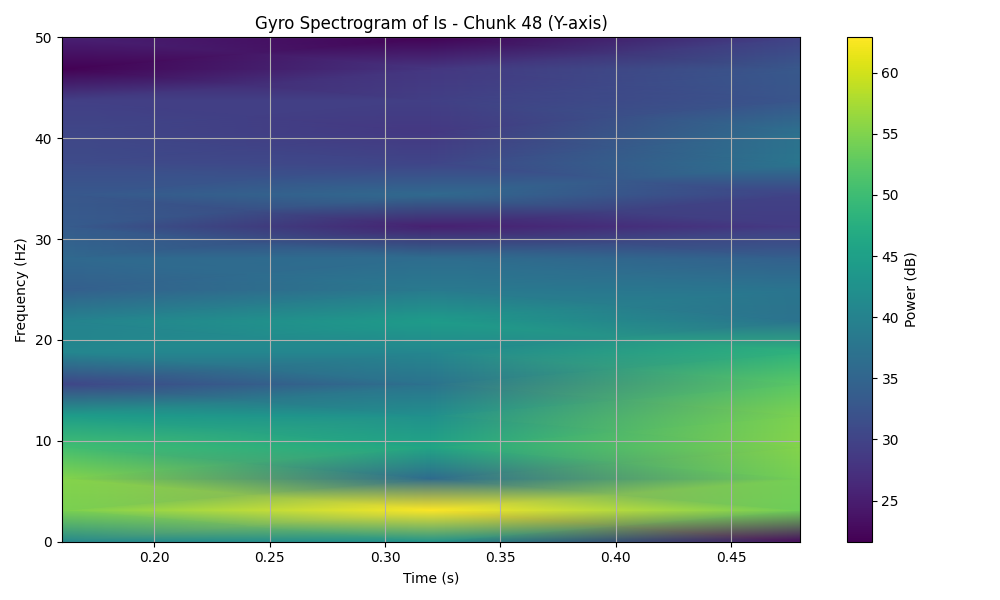 Gyro Spectrogram of Is - Chunk 48 (Y-axis)
50
40
30
20
10
0
Frequency (Hz)
0.20 0.25 0.30 0.35 0.40 0.45
Time (s)
60
55
50
45
40
35
30
25
Power (dB)